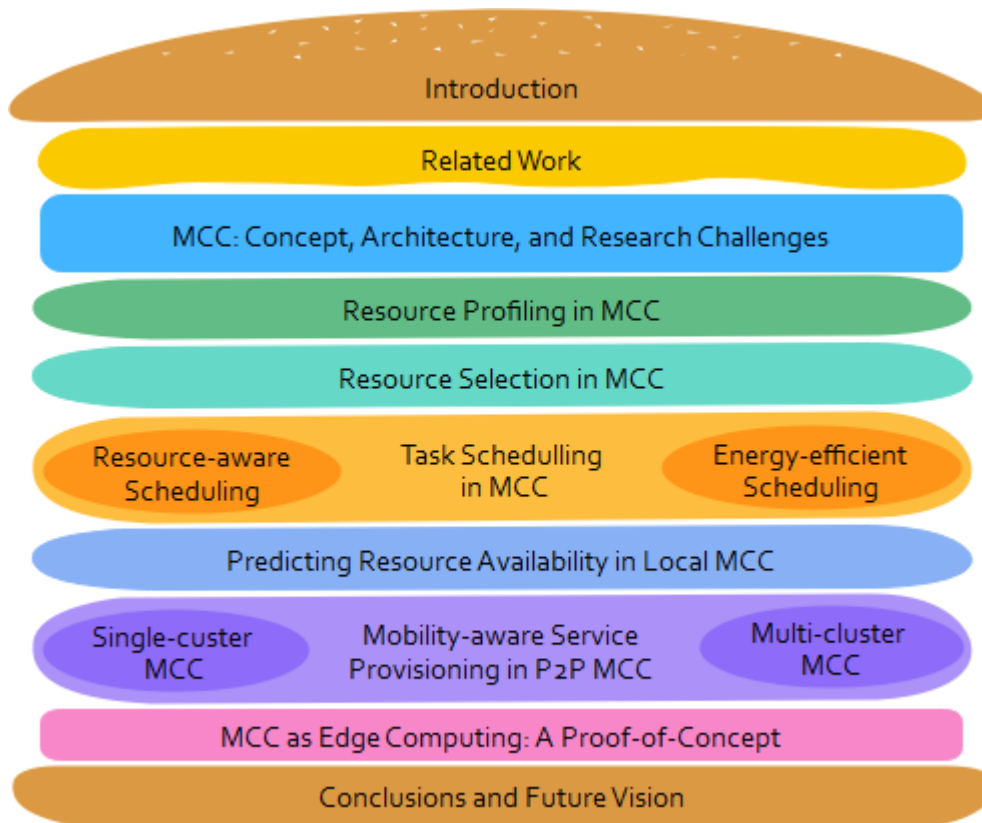 Introduction
Related Work
MCC: Concept, Architecture, and Research Challenges
Resource Profiling in MCC
Resource Selection in MCC
Resource-aware
Scheduling
Task Schedulling
in MCC
Energy-efficient
Scheduling
Predicting Resource Availability in Local MCC
Single-custer
MCC
Mobility-aware Service
Provisioning in P2P MCC
Multi-cluster
MCC
MCC as Edge Computing: A Proof-of-Concept
Conclusions and Future Vision